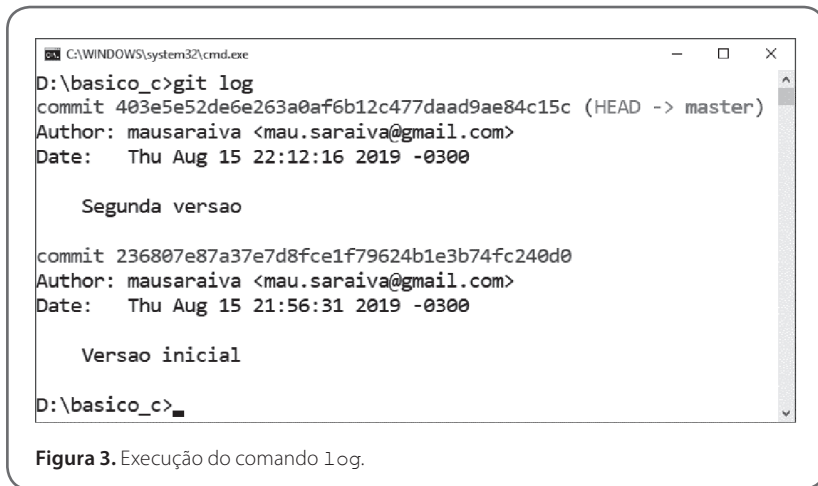 C:\WINDOWS\system32\cmd.exe
D:\basico_c>git log
commit 403e5e52de6e263a0af6b12c477daad9ae84c15c (HEAD -> master)
Author: mausaraiva <mau.saraiva@gmail.com>
Date:   Thu Aug 15 22:12:16 2019 -0300
    Segunda versao
commit 236807e87a37e7d8fce1f79624b1e3b74fc240d0
Author: mausaraiva <mau.saraiva@gmail.com>
Date:   Thu Aug 15 21:56:31 2019 -0300
    Versao inicial
D:\basico_c>
Figura 3. Execução do comando log.